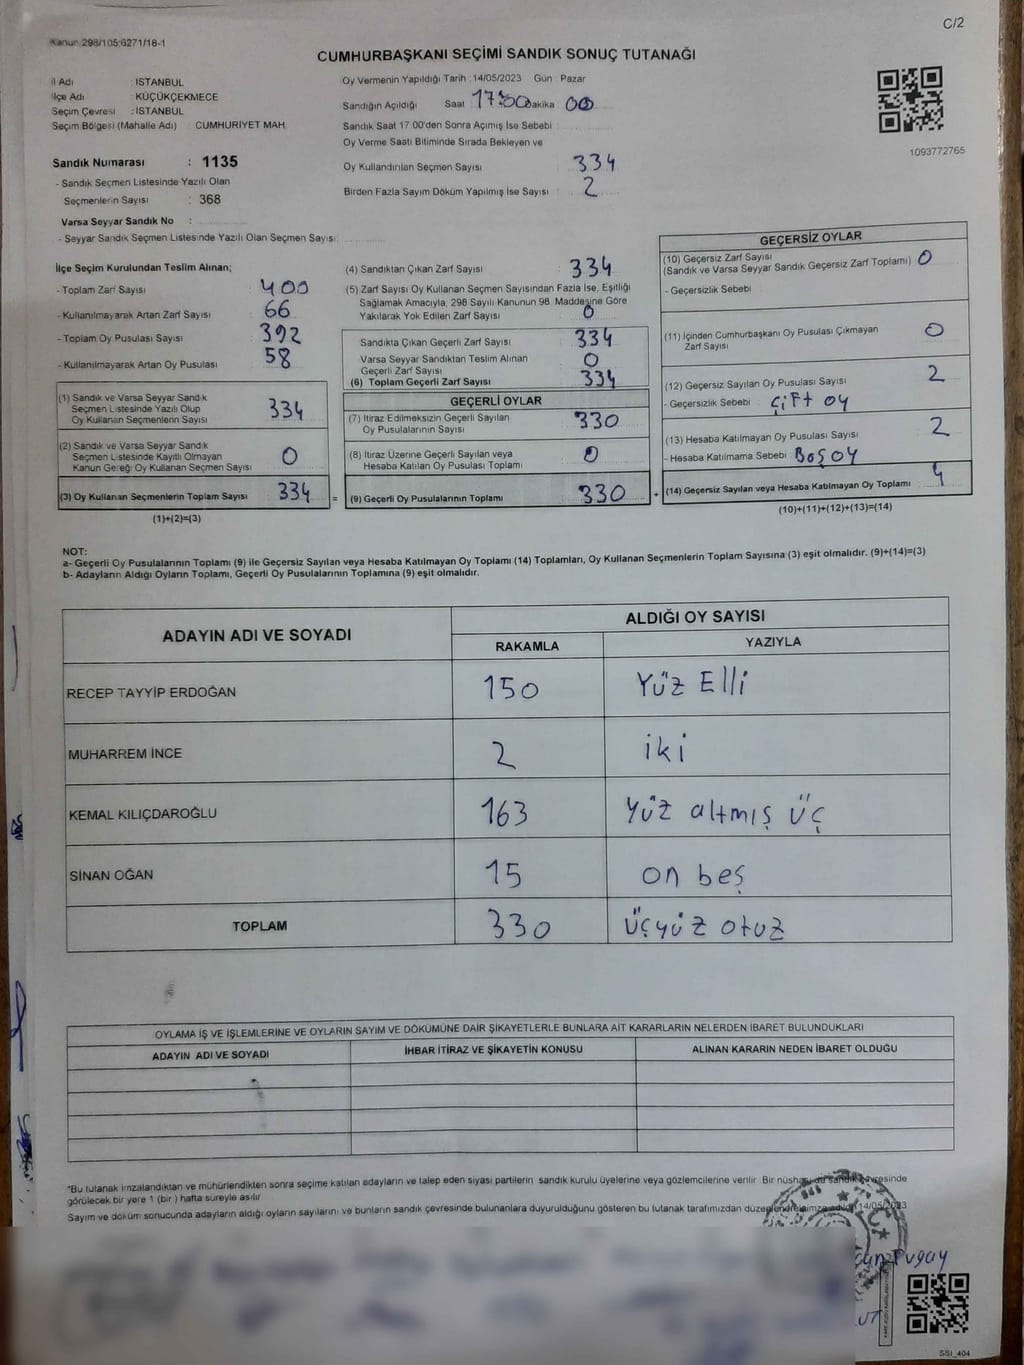 C/2
Kanun 298/105;6271/18-1
CUMHURBAŞKANI SEÇİMİ SANDIK SONUÇ TUTANAĞI
İl Adı : İSTANBUL
İlçe Adı : KÜÇÜKÇEKMECE
Seçim Çevresi : İSTANBUL
Seçim Bölgesi (Mahalle Adı) CUMHURİYET MAH.
Sandık Numarası : 1135
- Sandık Seçmen Listesinde Yazılı Olan
Seçmenlerin Sayısı : 368
Varsa Seyyar Sandık No :
- Seyyar Sandık Seçmen Listesinde Yazılı Olan Seçmen Sayısı:
Oy Vermenin Yapıldığı Tarih :14/05/2023 Gün Pazar
Sandığın Açıldığı Saat 17:00 Dakika 00
Sandık Saat 17 00'den Sonra Açımış İse Sebebi
Oy Verme Saati Bitiminde Sırada Bekleyen ve
Oy Kullandırılan Seçmen Sayısı : 334
Birden Fazla Sayım Döküm Yapılmış İse Sayısı : 2
1093772765
İlçe Seçim Kurulundan Teslim Alınan;
- Toplam Zarf Sayısı : 400
- Kullanılmayarak Artan Zarf Sayısı : 66
- Toplam Oy Pusulası Sayısı : 392
- Kullanılmayarak Artan Oy Pusulası : 58
(1) Sandık ve Varsa Seyyar Sandık
Seçmen Listesinde Yazılı Olup
Oy Kullanan Seçmenlerin Sayısı : 334
(2) Sandık ve Varsa Seyyar Sandık
Seçmen Listesinde Kayıtlı Olmayan
Kanun Gereği Oy Kullanan Seçmen Sayısı : 0
(3) Oy Kullanan Seçmenlerin Toplam Sayısı : 334
(1)+(2)=(3)
(4) Sandıktan Çıkan Zarf Sayısı : 334
(5) Zarf Sayısı Oy Kullanan Seçmen Sayısından Fazla İse, Eşitliği
Sağlamak Amacıyla, 298 Sayılı Kanunun 98. Maddesine Göre
Yakılarak Yok Edilen Zarf Sayısı : 0
Sandıkta Çıkan Geçerli Zarf Sayısı : 334
Varsa Seyyar Sandıktan Teslim Alınan
Geçerli Zarf Sayısı : 0
(6) Toplam Geçerli Zarf Sayısı : 334
GEÇERLİ OYLAR
(7) İtiraz Edilmeksizin Geçerli Sayılan
Oy Pusulalarının Sayısı : 330
(8) İtiraz Üzerine Geçerli Sayılan veya
Hesaba Katılan Oy Pusulası Toplamı : 0
= (9) Geçerli Oy Pusulalarının Toplamı : 330
GEÇERSİZ OYLAR
(10) Geçersiz Zarf Sayısı
(Sandık ve Varsa Seyyar Sandık Geçersiz Zarf Toplamı) : 0
- Geçersizlik Sebebi
(11) İçinden Cumhurbaşkanı Oy Pusulası Çıkmayan
Zarf Sayısı : 0
(12) Geçersiz Sayılan Oy Pusulası Sayısı : 2
- Geçersizlik Sebebi : ÇİFT OY
(13) Hesaba Katılmayan Oy Pusulası Sayısı : 2
- Hesaba Katılmama Sebebi : BOŞ OY
+ (14) Geçersiz Sayılan veya Hesaba Katılmayan Oy Toplamı : 4
(10)+(11)+(12)+(13)=(14)
NOT:
a- Geçerli Oy Pusulalarının Toplamı (9) ile Geçersiz Sayılan veya Hesaba Katılmayan Oy Toplamı (14) Toplamları, Oy Kullanan Seçmenlerin Toplam Sayısına (3) eşit olmalıdır. (9)+(14)=(3)
b- Adayların Aldığı Oyların Toplamı, Geçerli Oy Pusulalarının Toplamına (9) eşit olmalıdır.
ADAYIN ADI VE SOYADI ALDIĞI OY SAYISI
RAKAMLA YAZIYLA
RECEP TAYYİP ERDOĞAN 150 Yüz Elli
MUHARREM İNCE 2 iki
KEMAL KILIÇDAROĞLU 163 Yüz altmış üç
SİNAN OĞAN 15 on beş
TOPLAM 330 Üçyüz otuz
OYLAMA İŞ VE İŞLEMLERİNE VE OYLARIN SAYIM VE DÖKÜMÜNE DAİR ŞİKAYETLERLE BUNLARA AİT KARARLARIN NELERDEN İBARET BULUNDUKLARI
ADAYIN ADI VE SOYADI İHBAR İTİRAZ VE ŞİKAYETİN KONUSU ALINAN KARARIN NEDEN İBARET OLDUĞU
"Bu tutanak imzalandıktan ve mühürlendikten sonra seçime katılan adayların ve talep eden siyasi partilerin sandık kurulu üyelerine veya gözlemcilerine verilir. Bir nüshası da sandık çevresinde
görülecek bir yere 1 (bir ) hafta süreyle asılır
Sayım ve döküm sonucunda adayların aldığı oyların sayılarını ve bunların sandık çevresinde bulunanlara duyurulduğunu gösteren bu tutanak tarafımızdan düzenlendi, imza edildi 14/05/2023
SSI_404